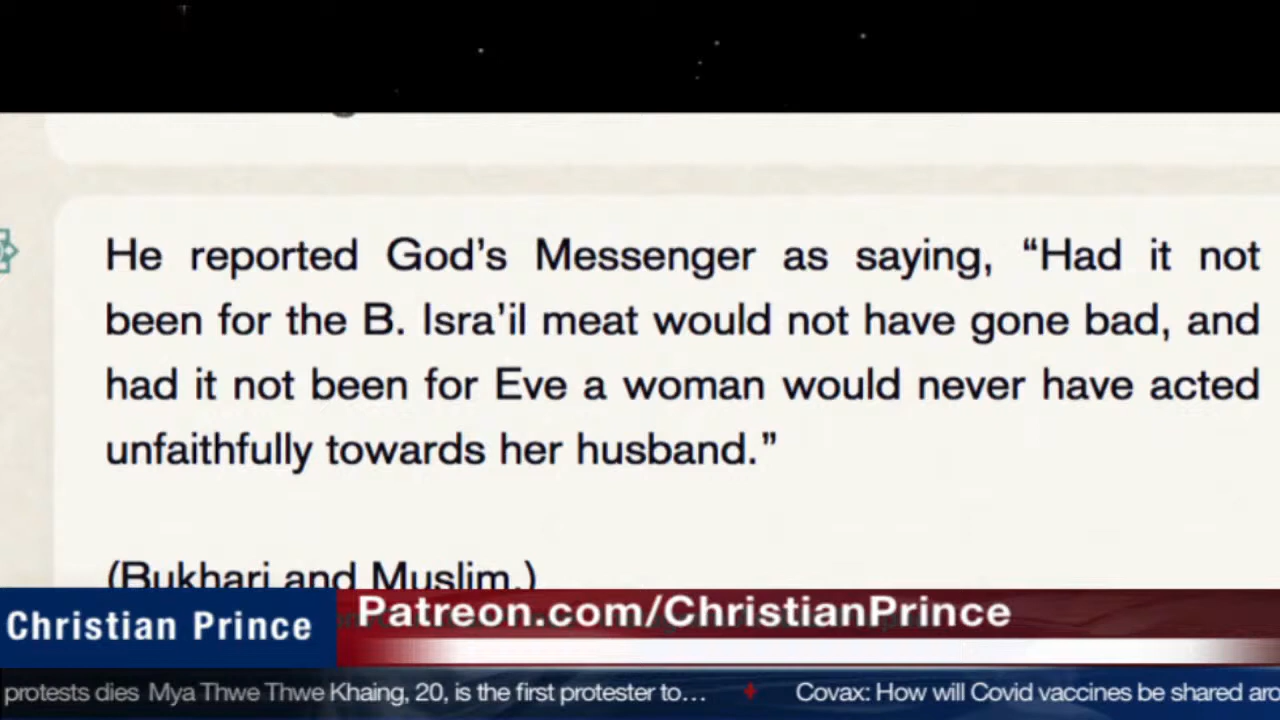 He reported God’s Messenger as saying, “Had it not
been for the B. Isra’il meat would not have gone bad, and
had it not been for Eve a woman would never have acted
unfaithfully towards her husband.”
(Bukhari and Muslim.)
Christian Prince
Patreon.com/ChristianPrince
protests dies Mya Thwe Thwe Khaing, 20, is the first protester to… Covax: How will Covid vaccines be shared aro